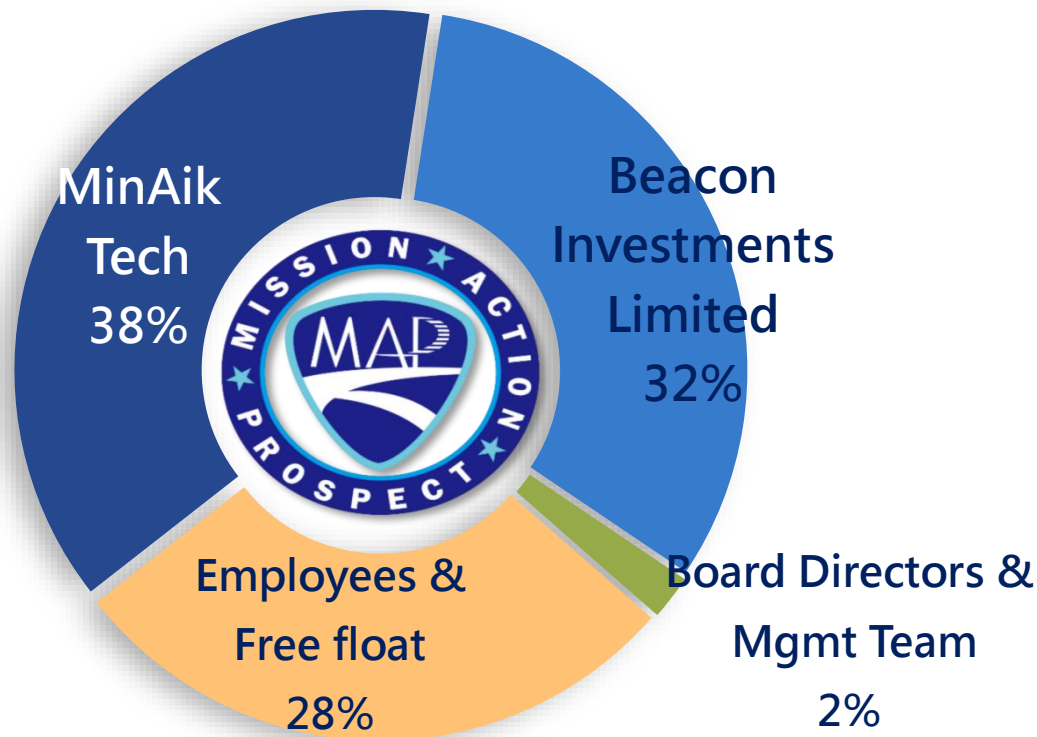 MinAik
Tech
38%
Beacon
Investments
Limited
32%
MISSION ACTION
MAP
PROSPECT
Employees &
Free float
28%
Board Directors &
Mgmt Team
2%